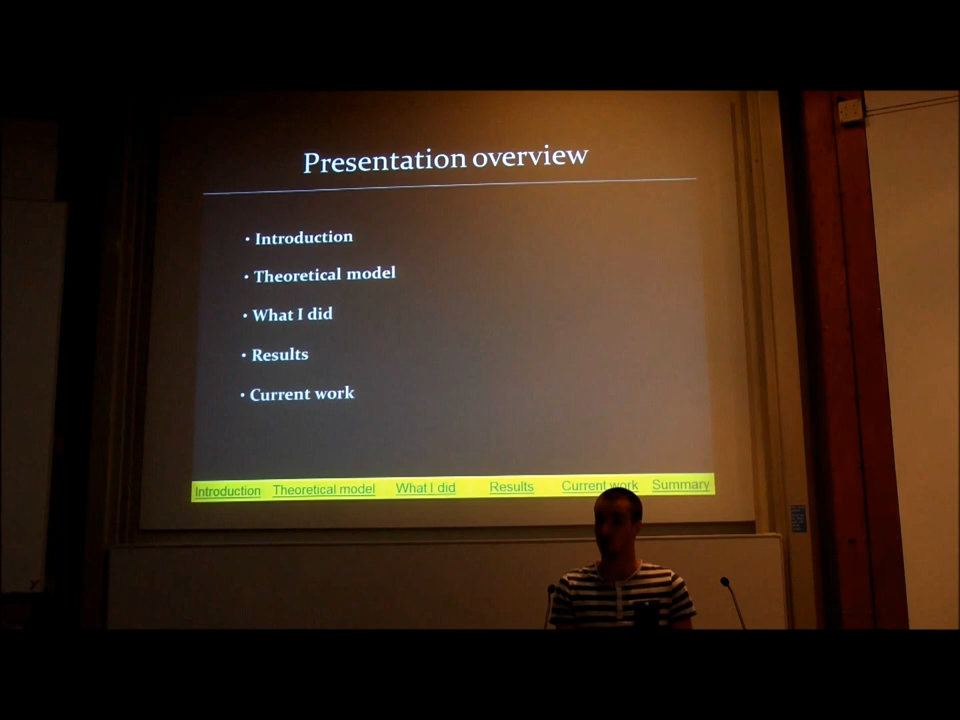 Presentation overview
• Introduction
• Theoretical model
• What I did
• Results
• Current work
Introduction Theoretical model What I did Results Current work Summary